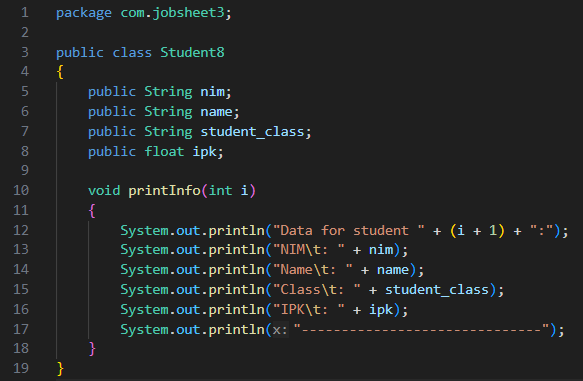 1 package com.jobsheet3;
2
3 public class Student8
4 {
5     public String nim;
6     public String name;
7     public String student_class;
8     public float ipk;
9
10     void printInfo(int i)
11     {
12         System.out.println("Data for student " + (i + 1) + ":");
13         System.out.println("NIM\t: " + nim);
14         System.out.println("Name\t: " + name);
15         System.out.println("Class\t: " + student_class);
16         System.out.println("IPK\t: " + ipk);
17         System.out.println(x: "------------------------------");
18     }
19 }